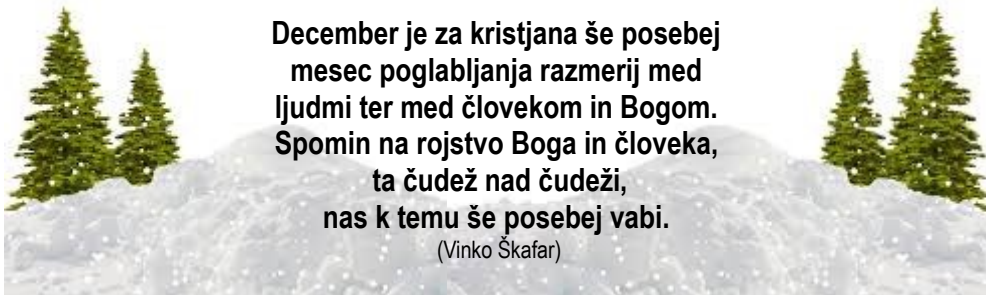 December je za kristjana še posebej
mesec poglabljanja razmerij med
ljudmi ter med človekom in Bogom.
Spomin na rojstvo Boga in človeka,
ta čudež nad čudeži,
nas k temu še posebej vabi.
(Vinko Škafar)